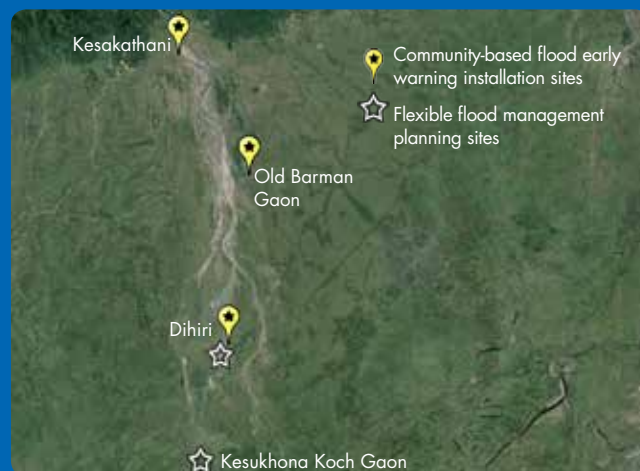 Kesakathani
Community-based flood early
warning installation sites
Flexible flood management
planning sites
Old Barman
Gaon
Dihiri
Kesukhona Koch Gaon